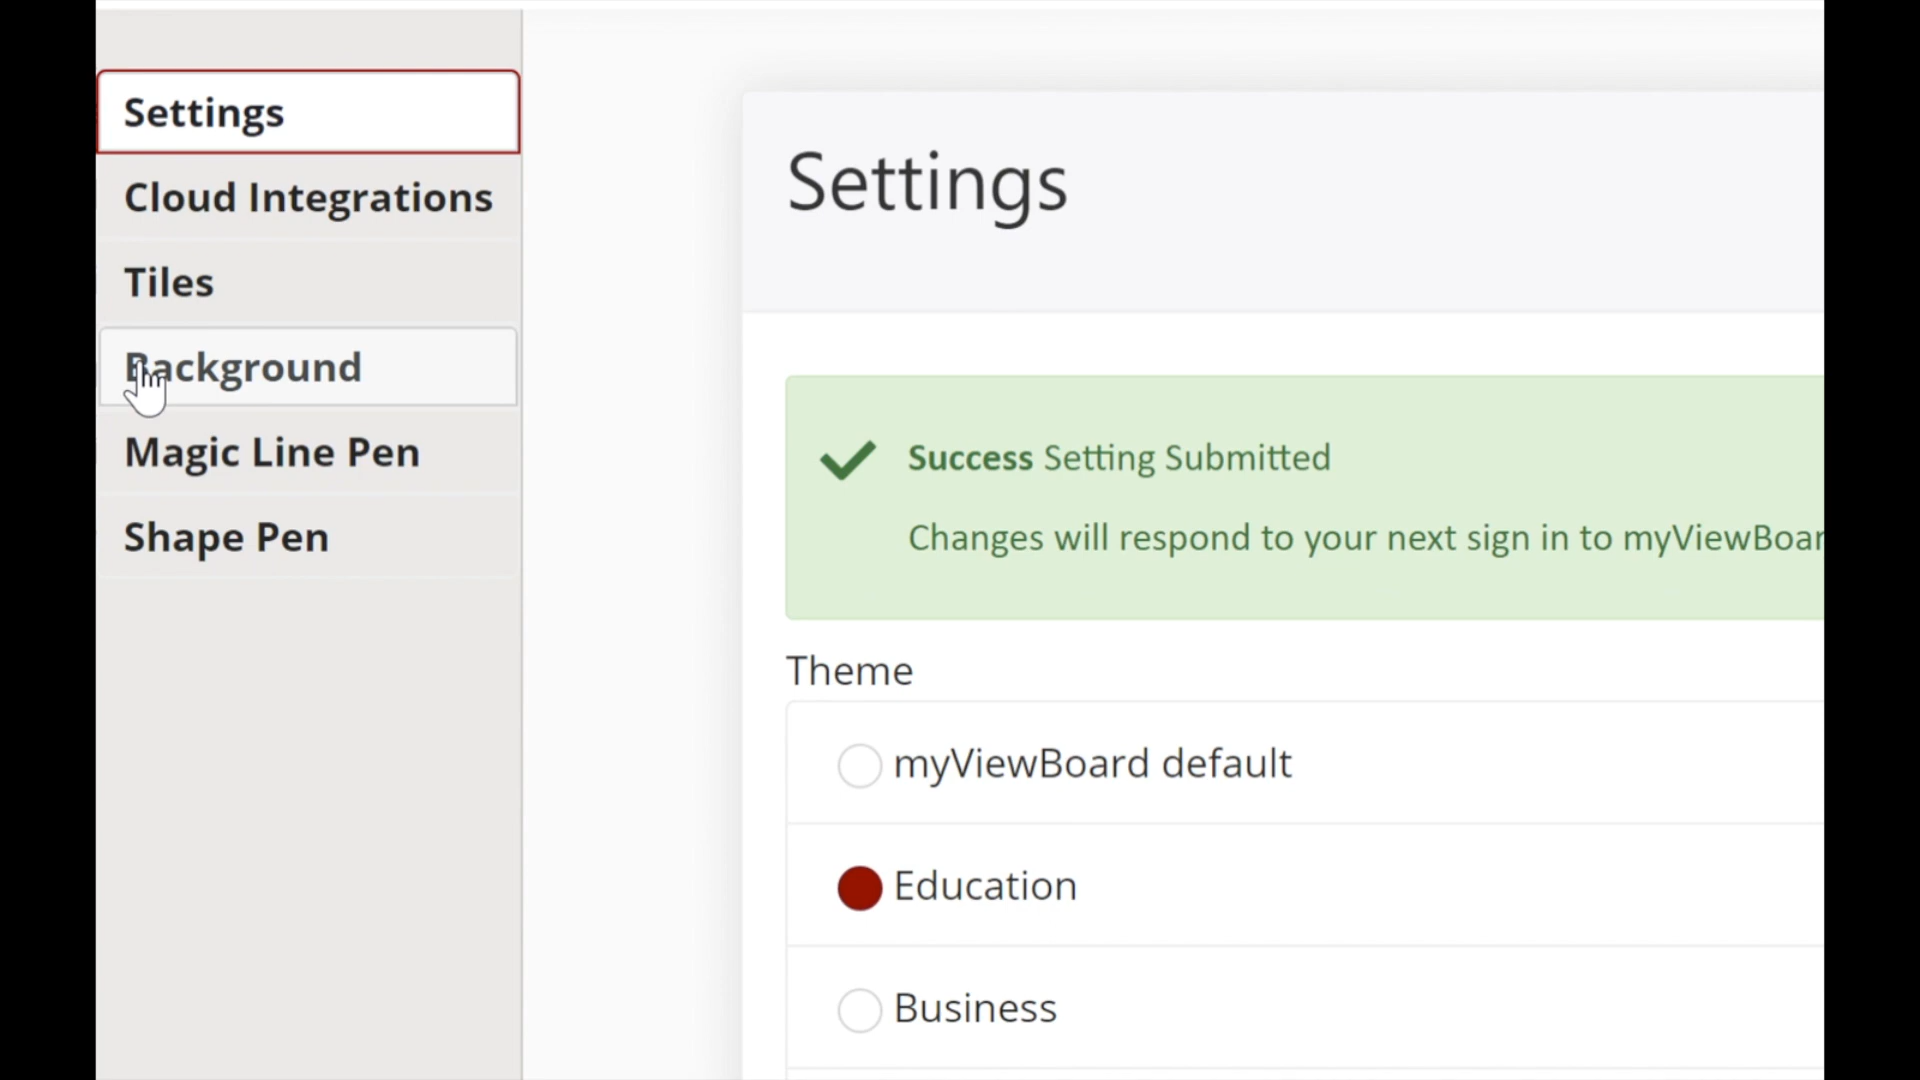 Settings
Cloud Integrations
Tiles
Background
Magic Line Pen
Shape Pen
Settings
Success Setting Submitted
Changes will respond to your next sign in to
Theme
myViewBoard default
Education
Business